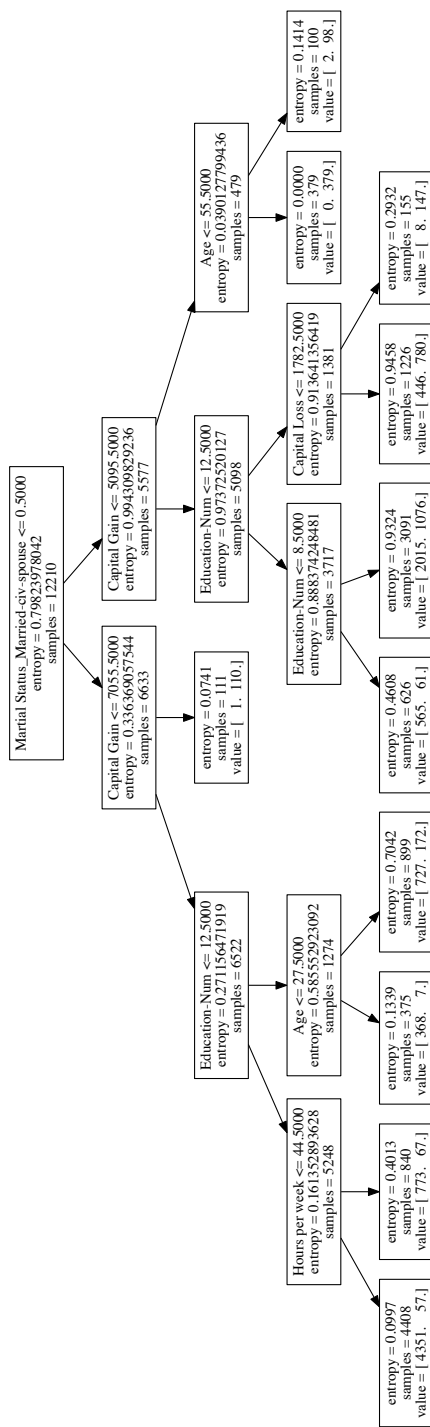 Martial Status_Married-civ-spouse <= 0.5000
entropy = 0.79823978042
samples = 12210
Capital Gain <= 7055.5000
entropy = 0.336369057544
samples = 6633
Capital Gain <= 5095.5000
entropy = 0.994309829236
samples = 5577
Education-Num <= 12.5000
entropy = 0.271156471919
samples = 6522
entropy = 0.0741
samples = 111
value = [ 1. 110.]
Education-Num <= 12.5000
entropy = 0.97372520127
samples = 5098
Age <= 55.5000
entropy = 0.0390127799436
samples = 479
Hours per week <= 44.5000
entropy = 0.161352893628
samples = 5248
Age <= 27.5000
entropy = 0.585552923092
samples = 1274
Education-Num <= 8.5000
entropy = 0.888374248481
samples = 3717
Capital Loss <= 1782.5000
entropy = 0.913641356419
samples = 1381
entropy = 0.0000
samples = 379
value = [ 0. 379.]
entropy = 0.1414
samples = 100
value = [ 2. 98.]
entropy = 0.0997
samples = 4408
value = [ 4351. 57.]
entropy = 0.4013
samples = 840
value = [ 773. 67.]
entropy = 0.1339
samples = 375
value = [ 368. 7.]
entropy = 0.7042
samples = 899
value = [ 727. 172.]
entropy = 0.4608
samples = 626
value = [ 565. 61.]
entropy = 0.9324
samples = 3091
value = [ 2015. 1076.]
entropy = 0.9458
samples = 1226
value = [ 446. 780.]
entropy = 0.2932
samples = 155
value = [ 8. 147.]